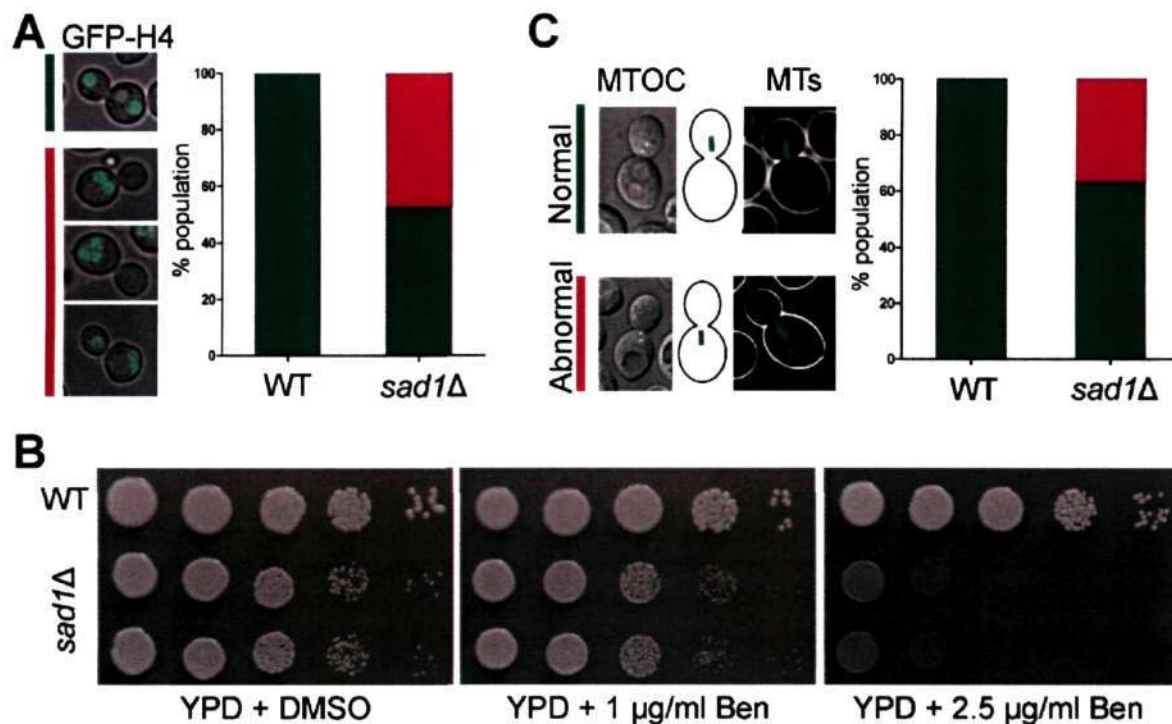 A
GFP-H4
% population
100
80
60
40
20
0
WT
sad1Δ
C
MTOC
MTs
Normal
Abnormal
% population
100
80
60
40
20
0
WT
sad1Δ
B
WT
sad1Δ
YPD + DMSO
YPD + 1 µg/ml Ben
YPD + 2.5 µg/ml Ben